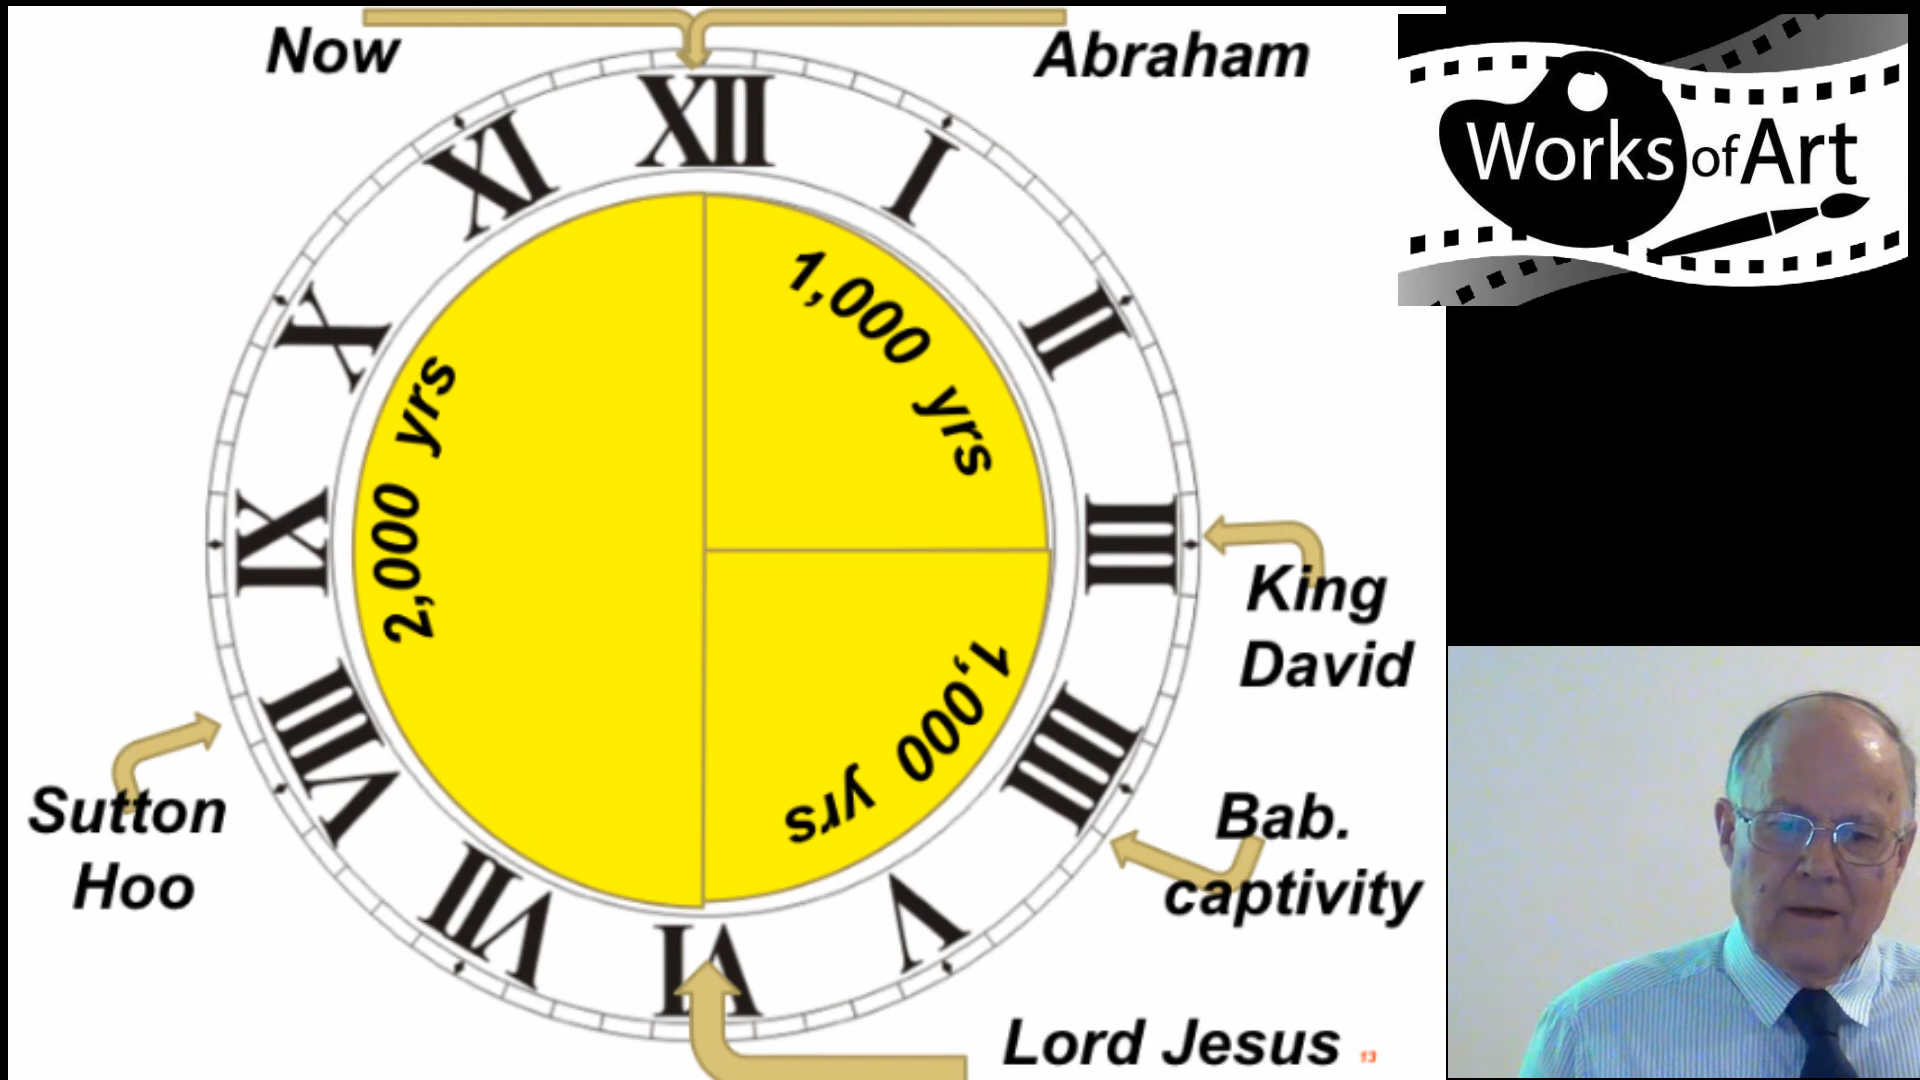 Now
Abraham
Works of Art
XII
I
II
III
IIII
V
VI
VII
VIII
IX
X
XI
1,000 yrs
1,000 yrs
2,000 yrs
King
David
Bab.
captivity
Sutton
Hoo
Lord Jesus
13